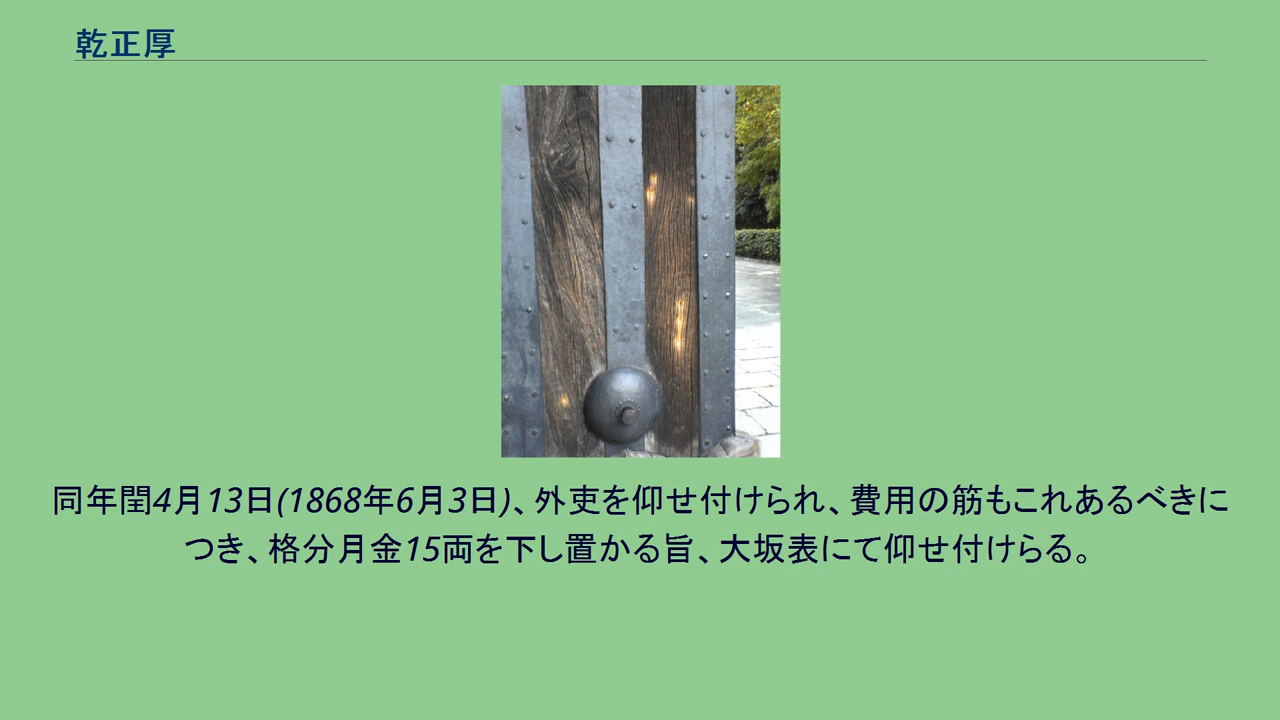 乾正厚
同年閏4月13日(1868年6月3日)、外吏を仰せ付けられ、費用の筋もこれあるべきに
つき、格分月金15両を下し置かる旨、大坂表にて仰せ付けらる。